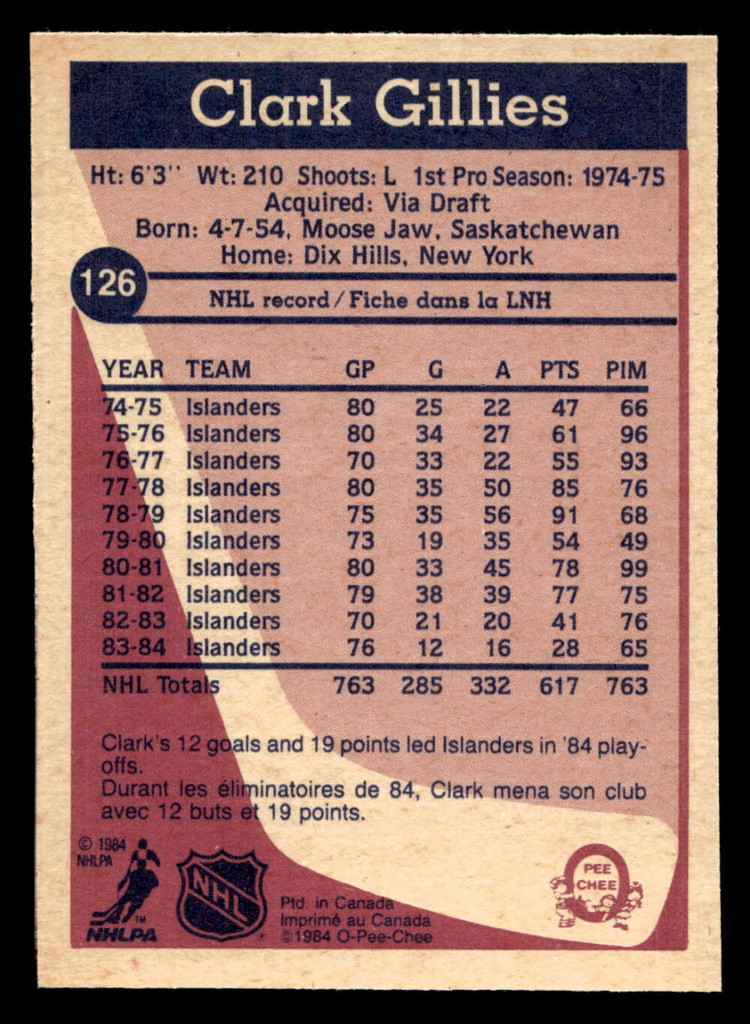 Clark Gillies
Ht: 6'3'' Wt: 210 Shoots: L 1st Pro Season: 1974-75
Acquired: Via Draft
Born: 4-7-54, Moose Jaw, Saskatchewan
Home: Dix Hills, New York
126
NHL record/Fiche dans la LNH
YEAR TEAM GP G A PTS PIM
74-75 Islanders 80 25 22 47 66
75-76 Islanders 80 34 27 61 96
76-77 Islanders 70 33 22 55 93
77-78 Islanders 80 35 50 85 76
78-79 Islanders 75 35 56 91 68
79-80 Islanders 73 19 35 54 49
80-81 Islanders 80 33 45 78 99
81-82 Islanders 79 38 39 77 75
82-83 Islanders 70 21 20 41 76
83-84 Islanders 76 12 16 28 65
NHL Totals 763 285 332 617 763
Clark's 12 goals and 19 points led Islanders in '84 play-
offs.
Durant les éliminatoires de 84, Clark mena son club
avec 12 buts et 19 points.
© 1984
NHLPA
TM
NHLPA
NHL
Ptd. in Canada
Imprimé au Canada
©1984 O-Pee-Chee
PEE
CHEE